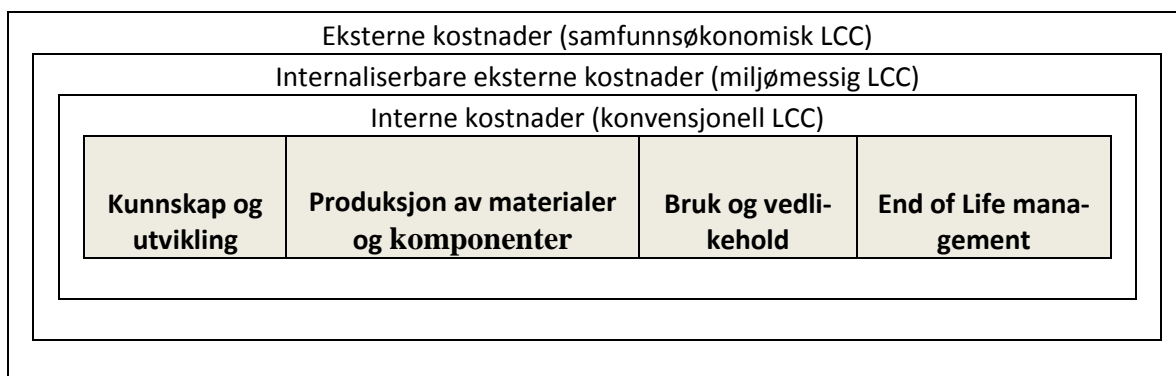 Eksterne kostnader (samfunnsøkonomisk LCC)
Internaliserbare eksterne kostnader (miljømessig LCC)
Interne kostnader (konvensjonell LCC)
Kunnskap og
utvikling
Produksjon av materialer
og komponenter
Bruk og vedli-
kehold
End of Life mana-
gement